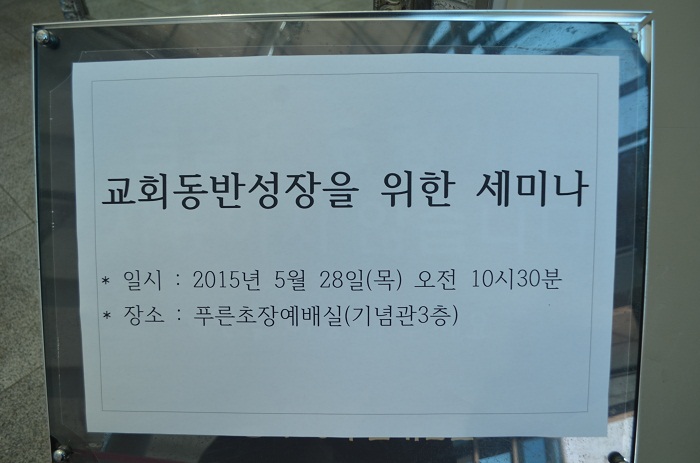 교회동반성장을 위한 세미나
* 일시 : 2015년 5월 28일(목) 오전 10시30분
* 장소 : 푸른초장예배실(기념관3층)